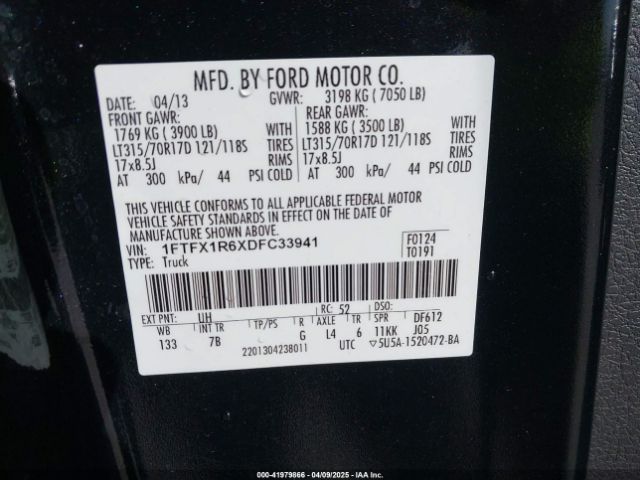 MFD. BY FORD MOTOR CO.
DATE: 04/13 GVWR: 3198 KG ( 7050 LB)
FRONT GAWR: REAR GAWR:
1769 KG ( 3900 LB) WITH 1588 KG ( 3500 LB) WITH
LT315/70R17D 121/118S TIRES LT315/70R17D 121/118S TIRES
17x8.5J RIMS 17x8.5J RIMS
AT 300 kPa/ 44 PSI COLD AT 300 kPa/ 44 PSI COLD
THIS VEHICLE CONFORMS TO ALL APPLICABLE FEDERAL MOTOR
VEHICLE SAFETY STANDARDS IN EFFECT ON THE DATE OF
MANUFACTURE SHOWN ABOVE.
VIN: 1FTFX1R6XDFC33941 F0124
TYPE: Truck T0191
EXT PNT: UH RC: 52 DSO:
WB INT TR TP/PS R AXLE TR SPR DF612
133 7B G L4 6 11KK J05
2201304238011 UTC ▽5U5A-1520472-BA
000-41979866 - 04/09/2025 - IAAI.COM